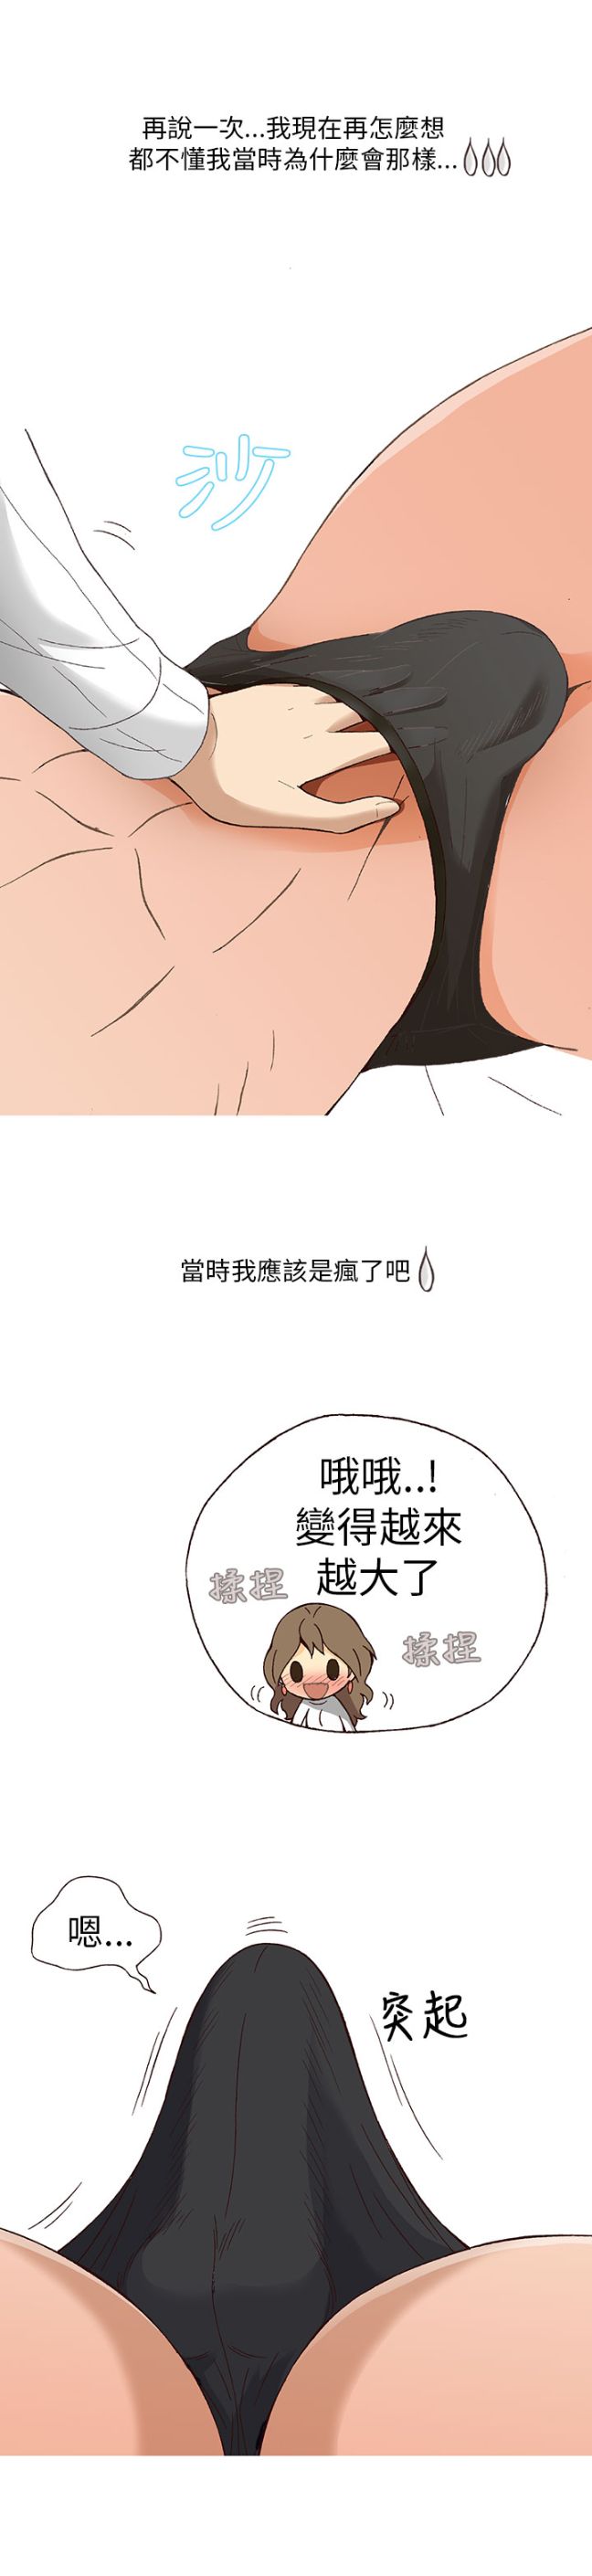 再說一次...我現在再怎麼想
都不懂我當時為什麼會那樣...
沙
當時我應該是瘋了吧
哦哦..!
變得越來
越大了
揉捏
揉捏
嗯...
突起